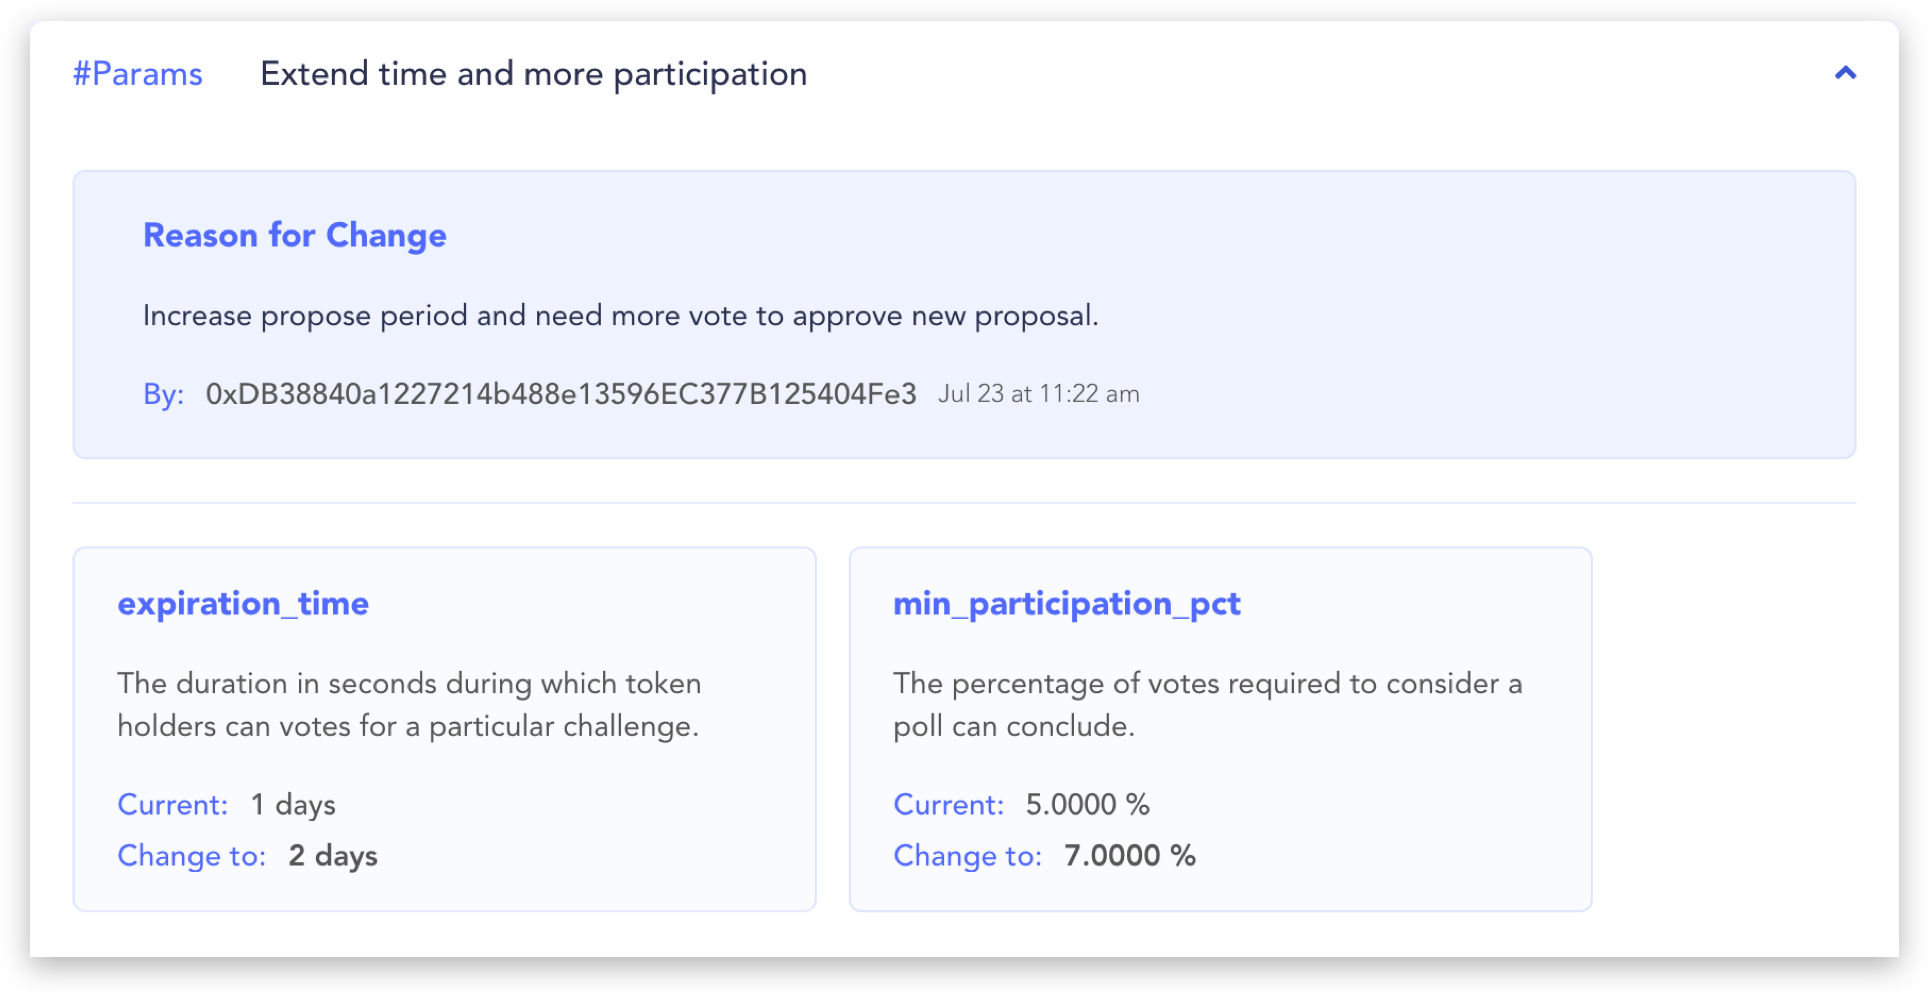 #Params Extend time and more participation
Reason for Change
Increase propose period and need more vote to approve new proposal.
By: 0xDB38840a1227214b488e13596EC377B125404Fe3 Jul 23 at 11:22 am
expiration_time
The duration in seconds during which token
holders can votes for a particular challenge.
Current: 1 days
Change to: 2 days
min_participation_pct
The percentage of votes required to consider a
poll can conclude.
Current: 5.0000 %
Change to: 7.0000 %